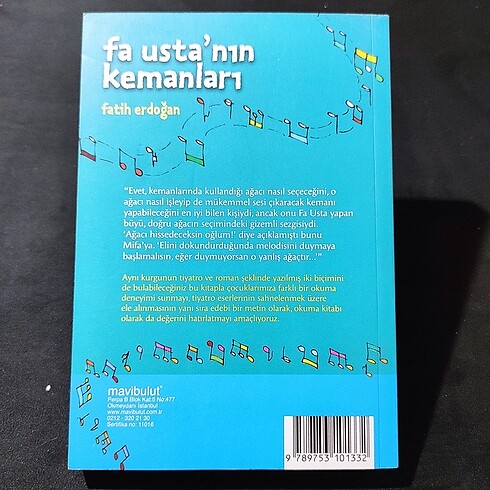 fa usta'nın
kemanları
fatih erdoğan
"Evet, kemanlarında kullandığı ağacı nasıl seçeceğini, o
ağacı nasıl işleyip de mükemmel sesi çıkaracak kemanı
yapabileceğini en iyi bilen kişiydi, ancak onu Fa Usta yapan
büyü, doğru ağacın seçimindeki gizemli sezgisiydi.
'Ağacı hissedeceksin oğlum!' diye açıklamıştı bunu
Mifa'ya. 'Elini dokundurduğunda melodisini duymaya
başlamalısın, eğer duymuyorsan o yanlış ağaçtır...'"
Aynı kurgunun tiyatro ve roman şeklinde yazılmış iki biçimini
de bulabileceğiniz bu kitapla çocuklarımıza farklı bir okuma
deneyimi sunmayı, tiyatro eserlerinin sahnelenmek üzere
ele alınmasının yanı sıra edebi bir metin olarak, okuma kitabı
olarak da değerini hatırlatmayı amaçlıyoruz.
mavibulut
Perpa B Blok Kat:5 No:477
Okmeydanı İstanbul
www.mavibulut.com.tr
0212 - 320 21 30
Sertifika no: 11016
9 789753 101332